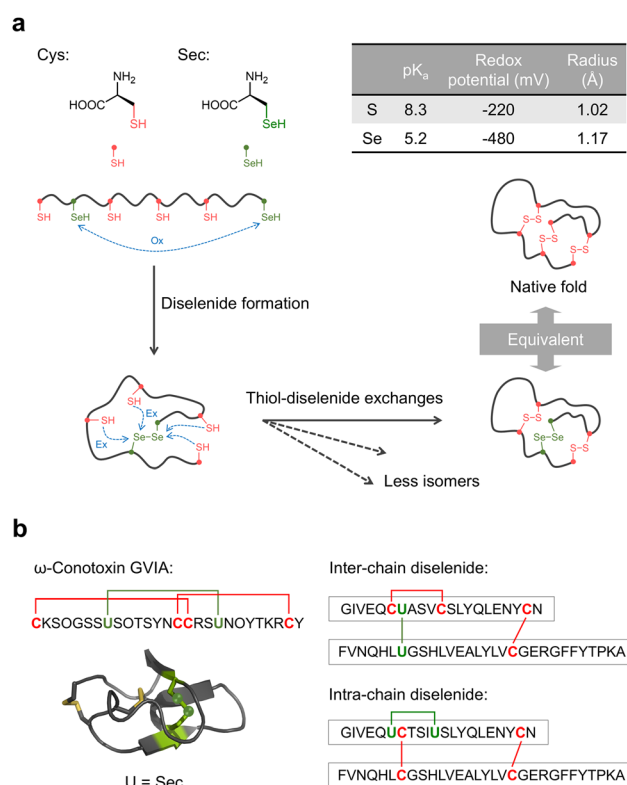 a
Cys:
Sec:
NH₂
HOOC
SH
NH₂
HOOC
SeH
SH
SeH
pKₐ Redox potential (mV) Radius (Å)
S 8.3 -220 1.02
Se 5.2 -480 1.17
SH SeH SH SH SH SeH
Ox
S-S
S-S
S-S
Native fold
Diselenide formation
Equivalent
SH
SH
SH
SH
Ex
Ex
Se-Se
Thiol-diselenide exchanges
Less isomers
S-S
Se-Se
S-S
b
ω-Conotoxin GVIA:
CKSOGSSUSOTSYNCCRSUNOYTKRCY
U = Sec
Inter-chain diselenide:
GIVEQCUASVCSLYQLENYCN
FVNQHLUGSHLVEALYLVCGERGFFYTPKA
Intra-chain diselenide:
GIVEQUCTSIUSLYQLENYCN
FVNQHLCGSHLVEALYLVCGERGFFYTPKA